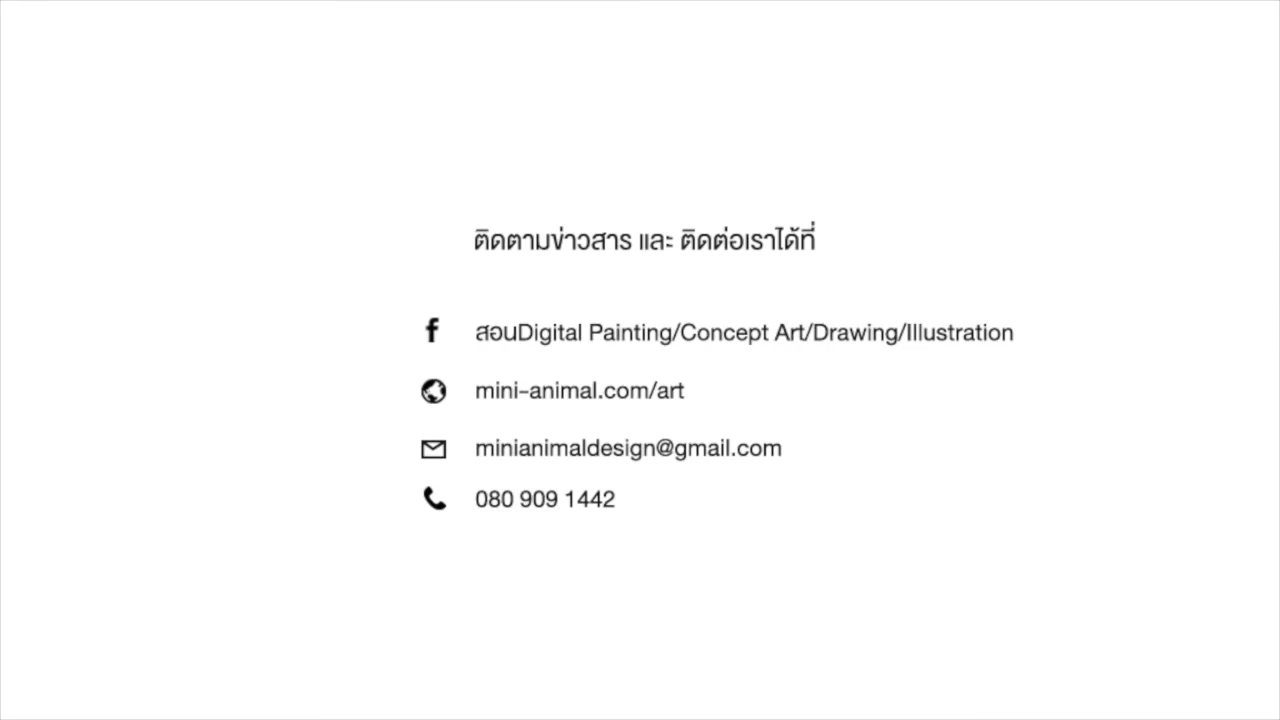 ติดตามข่าวสาร และ ติดต่อเราได้ที่
สอนDigital Painting/Concept Art/Drawing/Illustration
mini-animal.com/art
minianimaldesign@gmail.com
080 909 1442